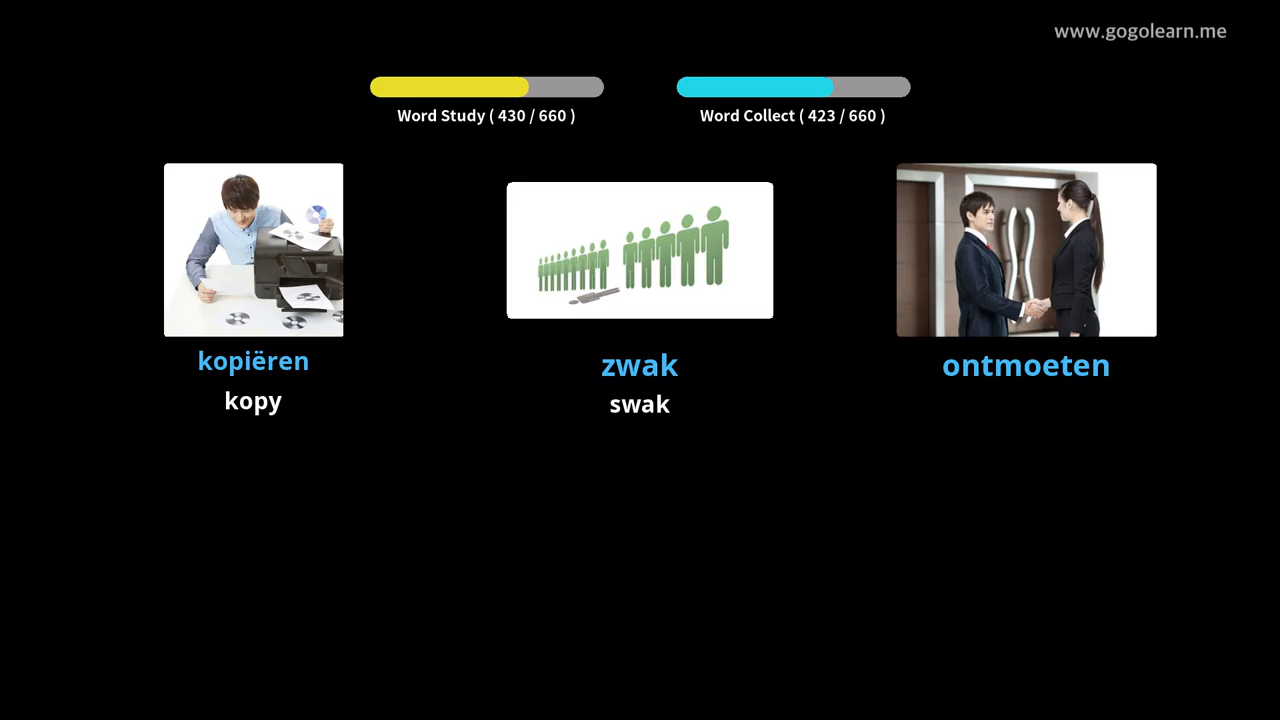 www.gogolearn.me
Word Study ( 430 / 660 )
Word Collect ( 423 / 660 )
kopiëren
kopy
zwak
swak
ontmoeten